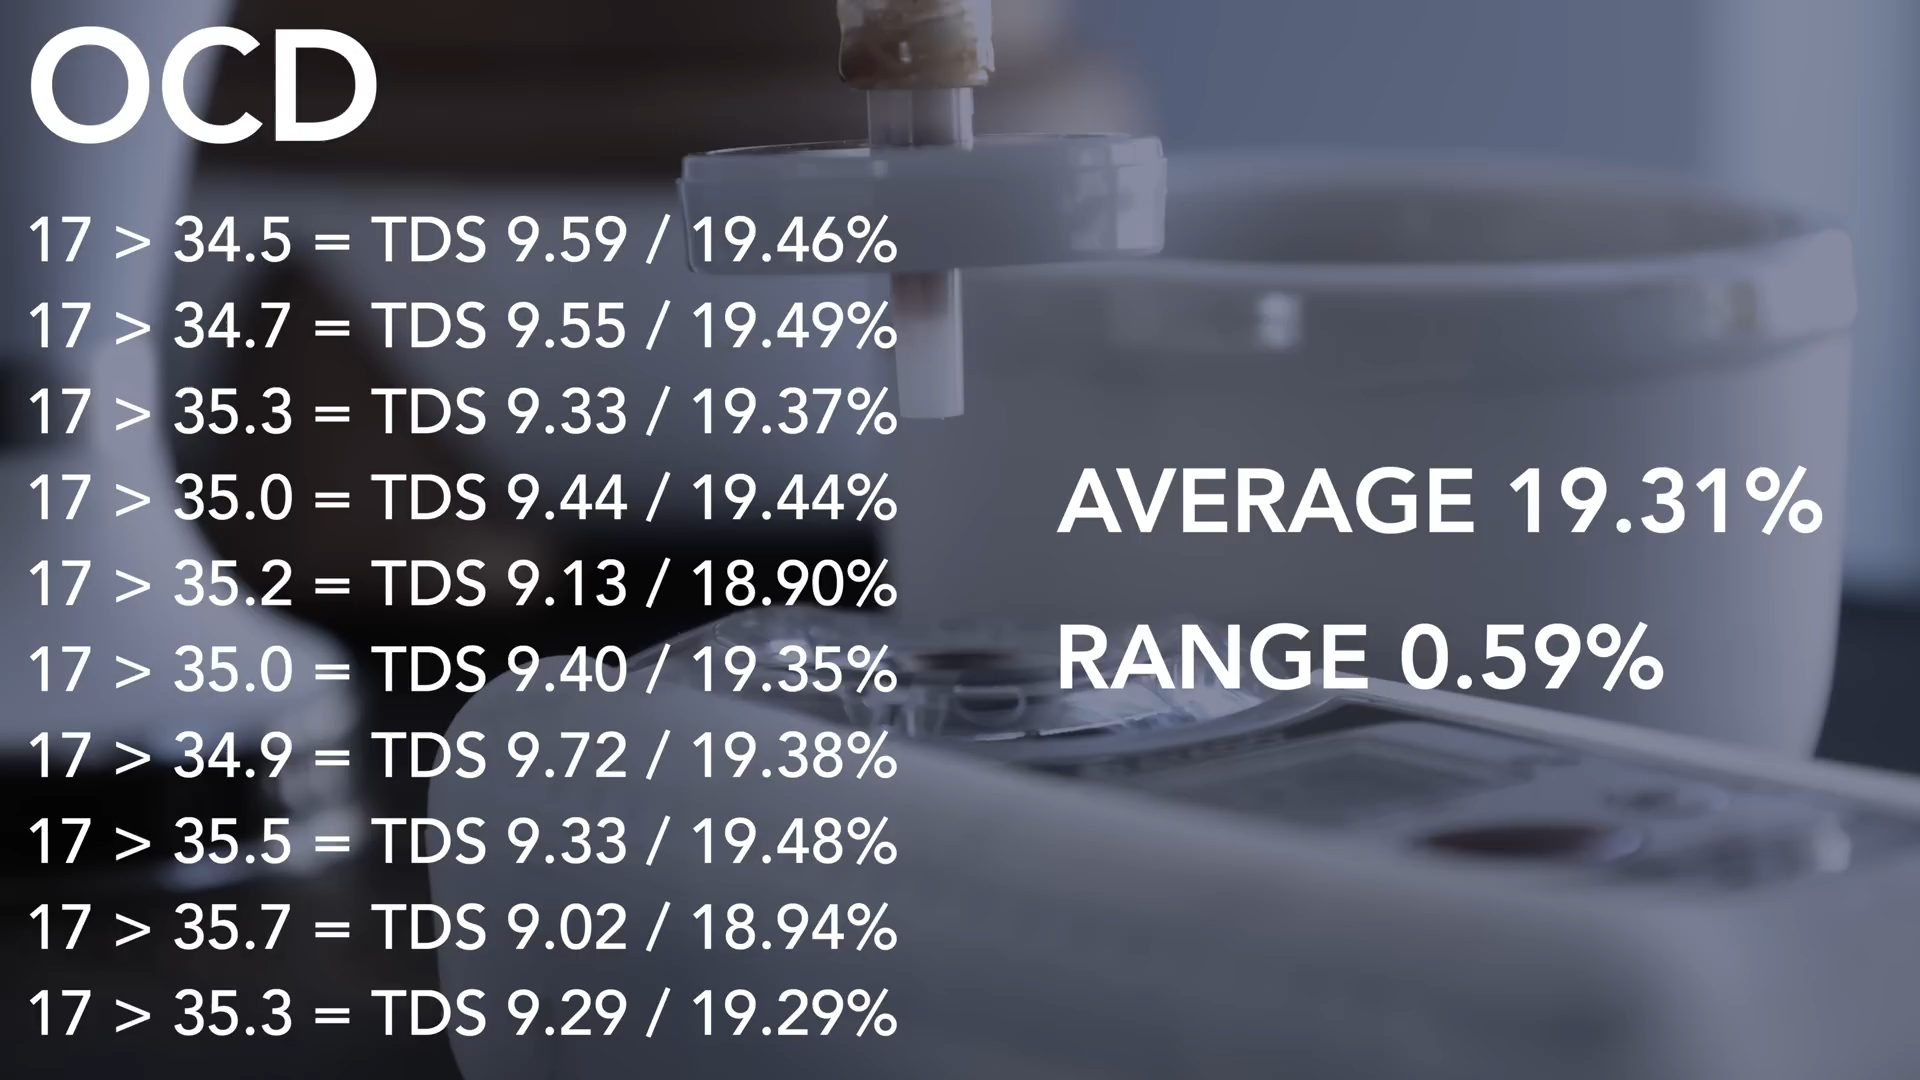 OCD
17 > 34.5 = TDS 9.59 / 19.46%
17 > 34.7 = TDS 9.55 / 19.49%
17 > 35.3 = TDS 9.33 / 19.37%
17 > 35.0 = TDS 9.44 / 19.44%
17 > 35.2 = TDS 9.13 / 18.90%
17 > 35.0 = TDS 9.40 / 19.35%
17 > 34.9 = TDS 9.72 / 19.38%
17 > 35.5 = TDS 9.33 / 19.48%
17 > 35.7 = TDS 9.02 / 18.94%
17 > 35.3 = TDS 9.29 / 19.29%
AVERAGE 19.31%
RANGE 0.59%